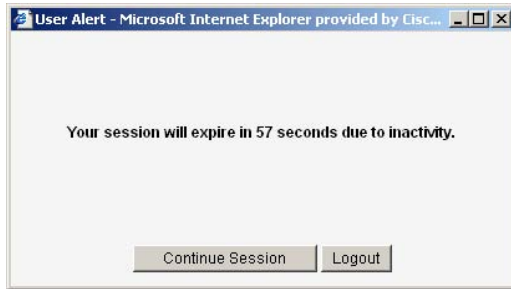 User Alert - Microsoft Internet Explorer provided by Cisc...
Your session will expire in 57 seconds due to inactivity.
Continue Session
Logout